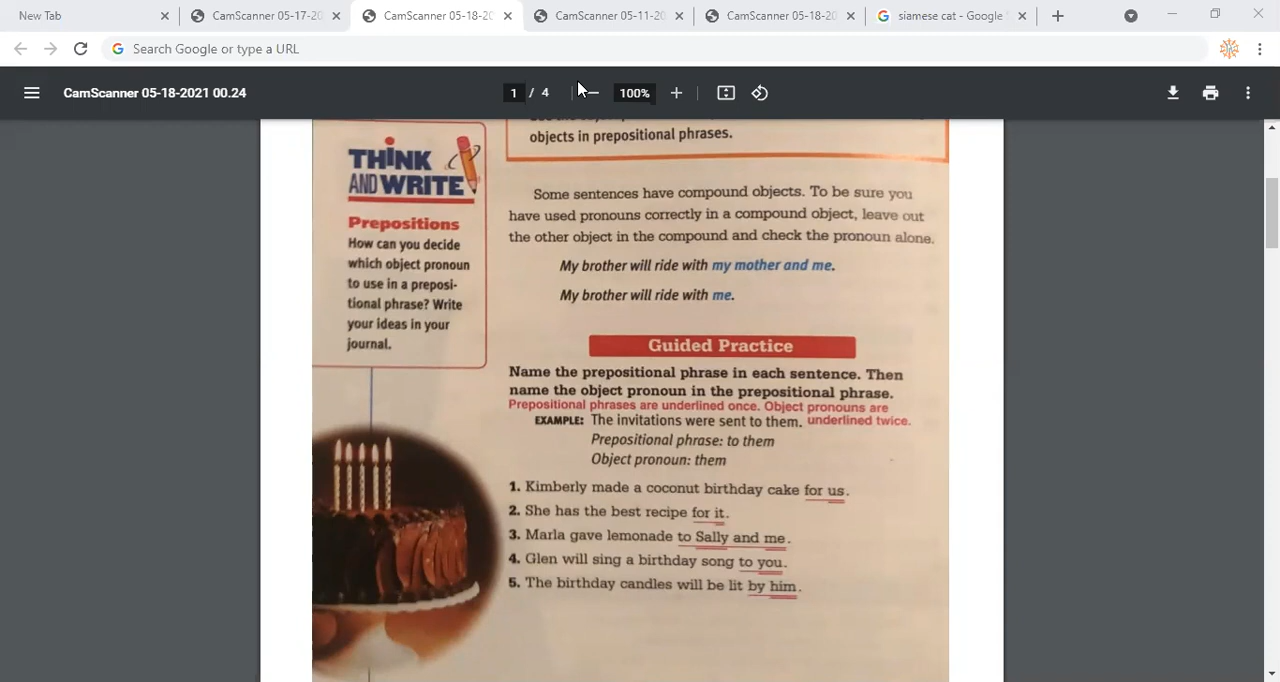 New Tab
CamScanner 05-17-20
CamScanner 05-18-20
CamScanner 05-11-20
CamScanner 05-18-20
siamese cat - Google
Search Google or type a URL
CamScanner 05-18-2021 00.24
1 / 4
100%
objects in prepositional phrases.
THiNK
AND WRITE
Prepositions
How can you decide
which object pronoun
to use in a preposi-
tional phrase? Write
your ideas in your
journal.
Some sentences have compound objects. To be sure you
have used pronouns correctly in a compound object, leave out
the other object in the compound and check the pronoun alone.
My brother will ride with my mother and me.
My brother will ride with me.
Guided Practice
Name the prepositional phrase in each sentence. Then
name the object pronoun in the prepositional phrase.
Prepositional phrases are underlined once. Object pronouns are
EXAMPLE: The invitations were sent to them. underlined twice.
Prepositional phrase: to them
Object pronoun: them
1. Kimberly made a coconut birthday cake for us.
2. She has the best recipe for it.
3. Marla gave lemonade to Sally and me.
4. Glen will sing a birthday song to you.
5. The birthday candles will be lit by him.